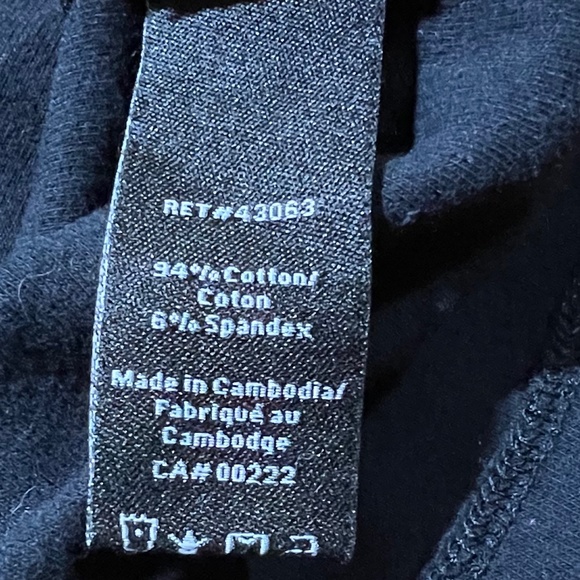 RET#43063
94% Cotton/
Coton
6% Spandex
Made in Cambodia/
Fabriqué au
Cambodge
CA# 00222